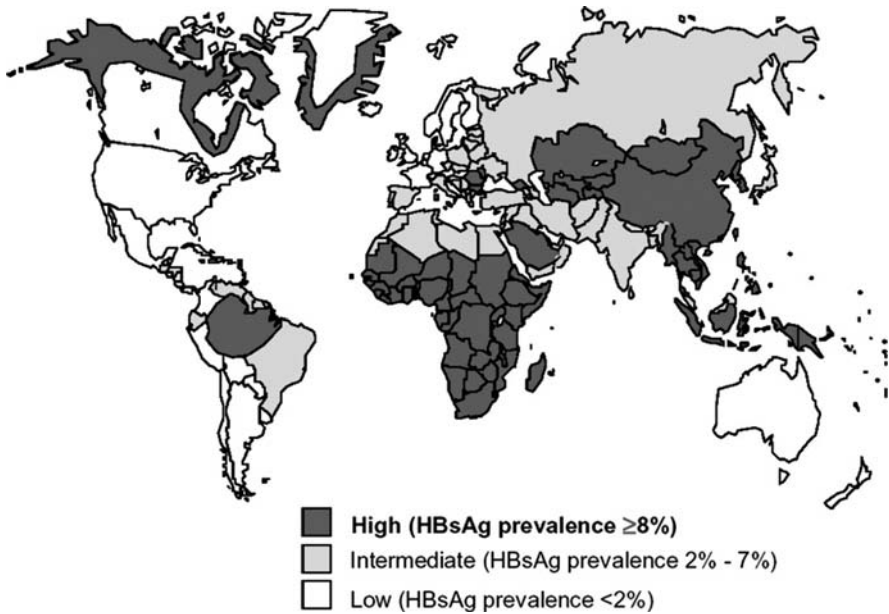 High (HBsAg prevalence ≥8%)
Intermediate (HBsAg prevalence 2% - 7%)
Low (HBsAg prevalence <2%)